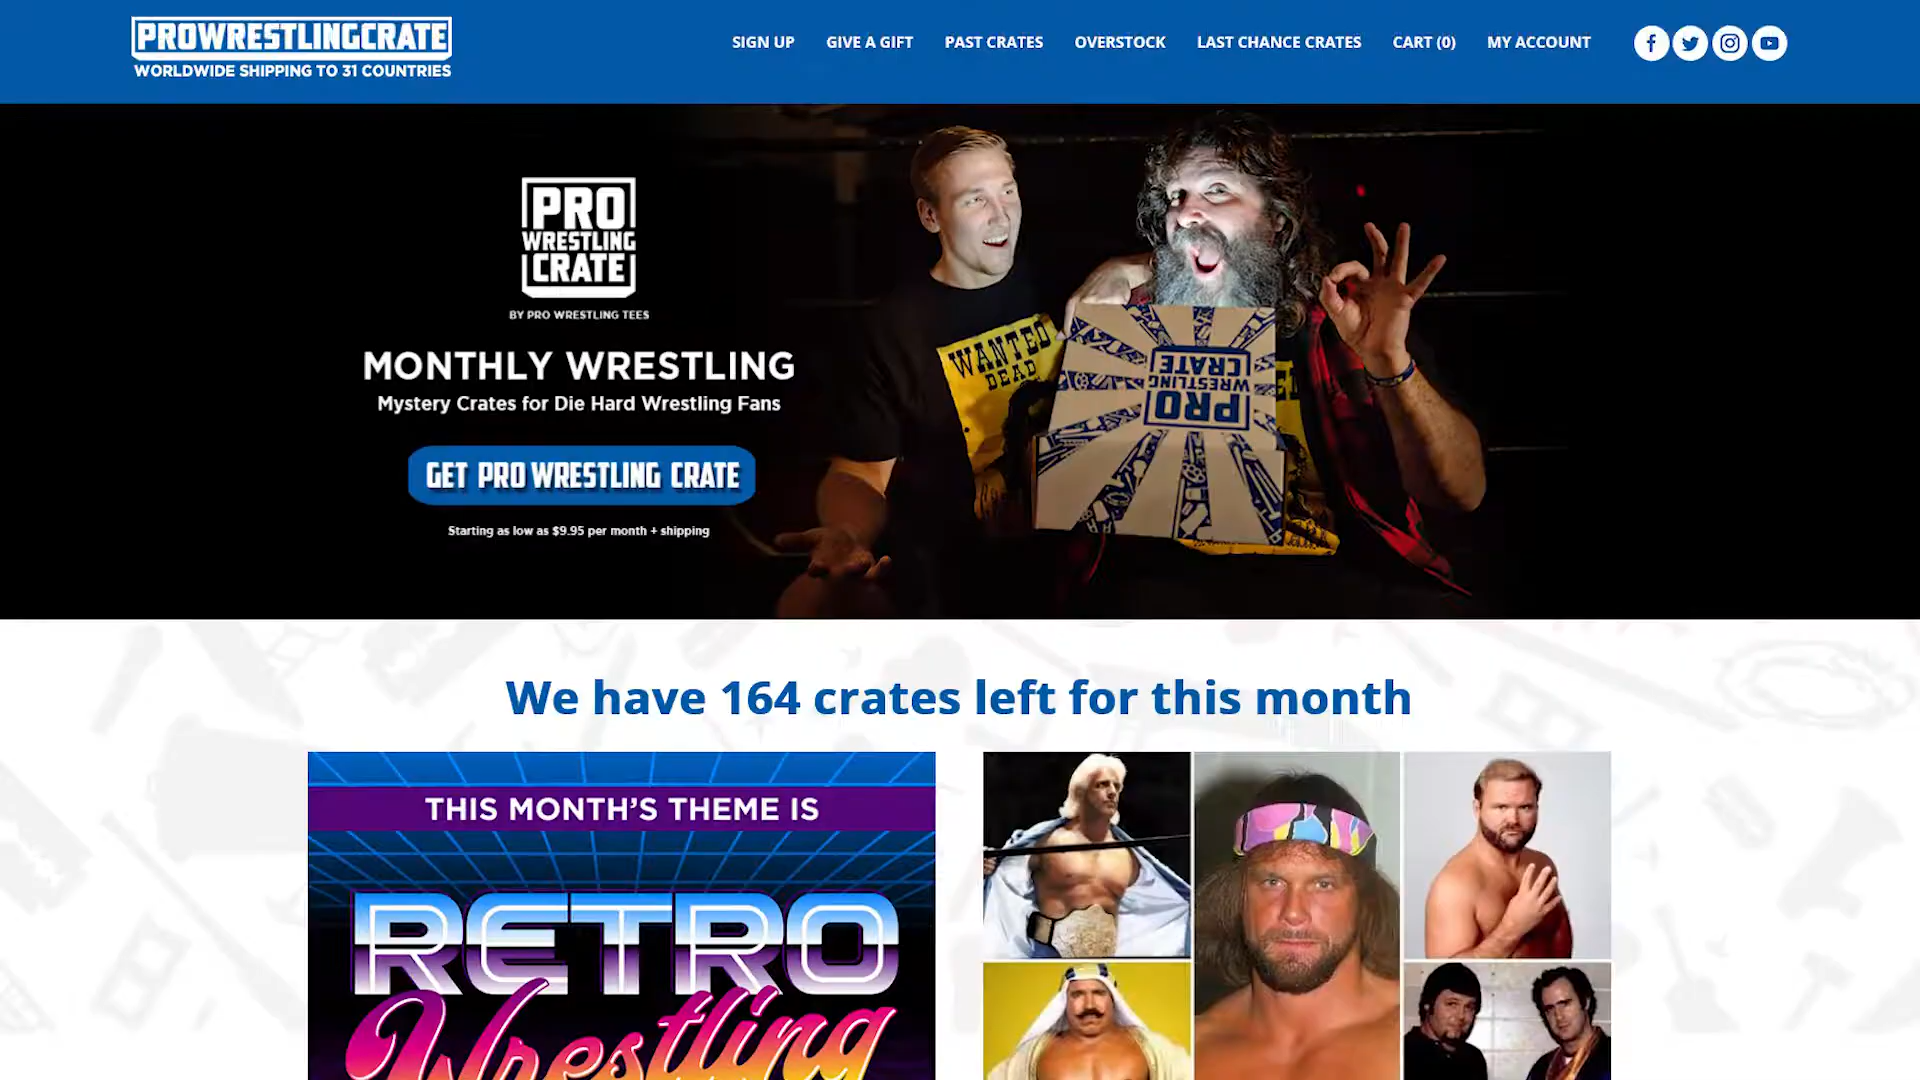 PROWRESTLINGCRATE
WORLDWIDE SHIPPING TO 31 COUNTRIES
SIGN UP
GIVE A GIFT
PAST CRATES
OVERSTOCK
LAST CHANCE CRATES
CART (0)
MY ACCOUNT
PRO
WRESTLING
CRATE
BY PRO WRESTLING TEES
MONTHLY WRESTLING
Mystery Crates for Die Hard Wrestling Fans
GET PRO WRESTLING CRATE
Starting as low as $9.95 per month + shipping
WANTED
DEAD
PRO
WRESTLING
CRATE
We have 164 crates left for this month
THIS MONTH'S THEME IS
RETRO
Wrestling